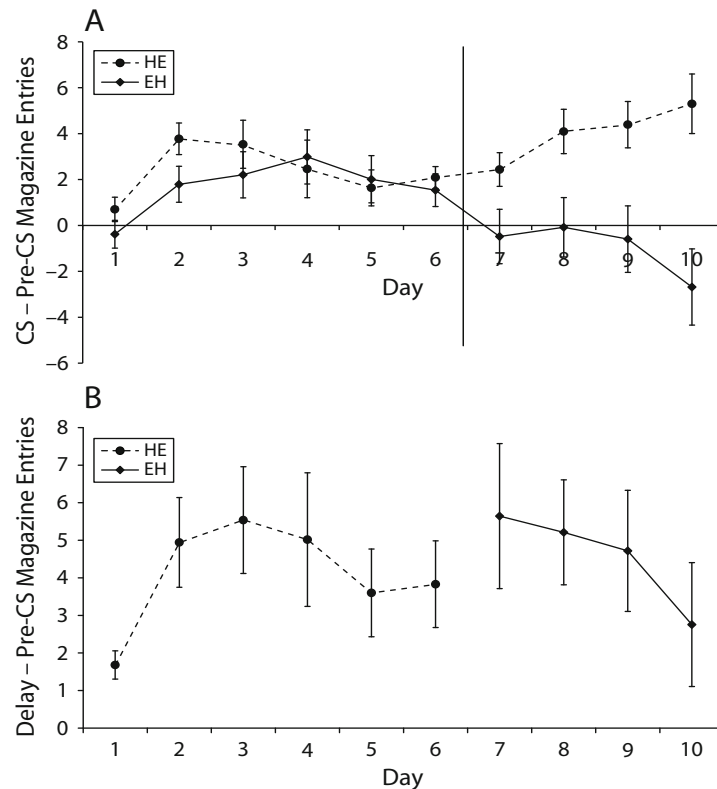 A
CS – Pre-CS Magazine Entries
8
6
4
2
0
–2
–4
–6
HE
EH
1 2 3 4 5 6 7 8 9 10
Day
B
Delay – Pre-CS Magazine Entries
8
7
6
5
4
3
2
1
0
HE
EH
1 2 3 4 5 6 7 8 9 10
Day